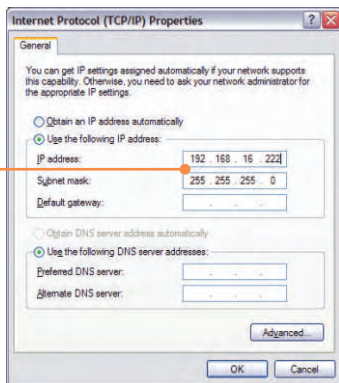 Internet Protocol (TCP/IP) Properties
General
You can get IP settings assigned automatically if your network supports
this capability. Otherwise, you need to ask your network administrator for
the appropriate IP settings.
Obtain an IP address automatically
Use the following IP address:
IP address: 192 . 168 . 16 . 222
Subnet mask: 255 . 255 . 255 . 0
Default gateway: . . .
Obtain DNS server address automatically
Use the following DNS server addresses:
Preferred DNS server: . . .
Alternate DNS server: . . .
Advanced...
OK Cancel